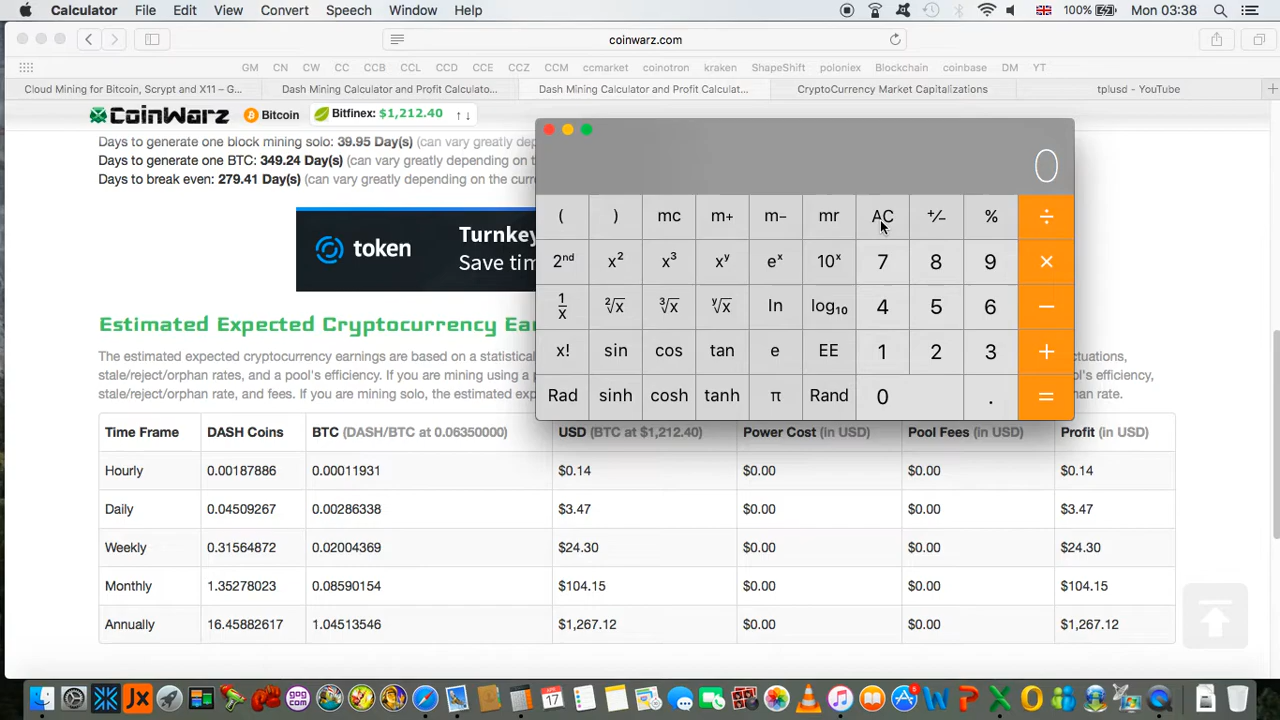 Calculator File Edit View Convert Speech Window Help 100% Mon 03:38
coinwarz.com
GM CN CW CC CCB CCL CCD CCE CCZ CCM ccmarket coinotron kraken ShapeShift poloniex Blockchain coinbase DM YT
Cloud Mining for Bitcoin, Scrypt and X11 – G... Dash Mining Calculator and Profit Calculato... Dash Mining Calculator and Profit Calculat... CryptoCurrency Market Capitalizations tplusd - YouTube
CoinWarz Bitcoin Bitfinex: $1,212.40 ↑↓
Days to generate one block mining solo: 39.95 Day(s) (can vary greatly depen
Days to generate one BTC: 349.24 Day(s) (can vary greatly depending on t
Days to break even: 279.41 Day(s) (can vary greatly depending on the curr
token Turnkey
Save tim
0
( ) mc m+ m− mr AC +/− % ÷
2nd x² x³ xʸ eˣ 10ˣ 7 8 9 ×
1/x ²√x ³√x ʸ√x ln log₁₀ 4 5 6 −
x! sin cos tan e EE 1 2 3 +
Rad sinh cosh tanh π Rand 0 . =
Estimated Expected Cryptocurrency Ea
The estimated expected cryptocurrency earnings are based on a statistical ctuations,
stale/reject/orphan rates, and a pool's efficiency. If you are mining using a p l's efficiency,
stale/reject/orphan rate, and fees. If you are mining solo, the estimated exp rate.
Time Frame DASH Coins BTC (DASH/BTC at 0.06350000) USD (BTC at $1,212.40) Power Cost (in USD) Pool Fees (in USD) Profit (in USD)
Hourly 0.00187886 0.00011931 $0.14 $0.00 $0.00 $0.14
Daily 0.04509267 0.00286338 $3.47 $0.00 $0.00 $3.47
Weekly 0.31564872 0.02004369 $24.30 $0.00 $0.00 $24.30
Monthly 1.35278023 0.08590154 $104.15 $0.00 $0.00 $104.15
Annually 16.45882617 1.04513546 $1,267.12 $0.00 $0.00 $1,267.12